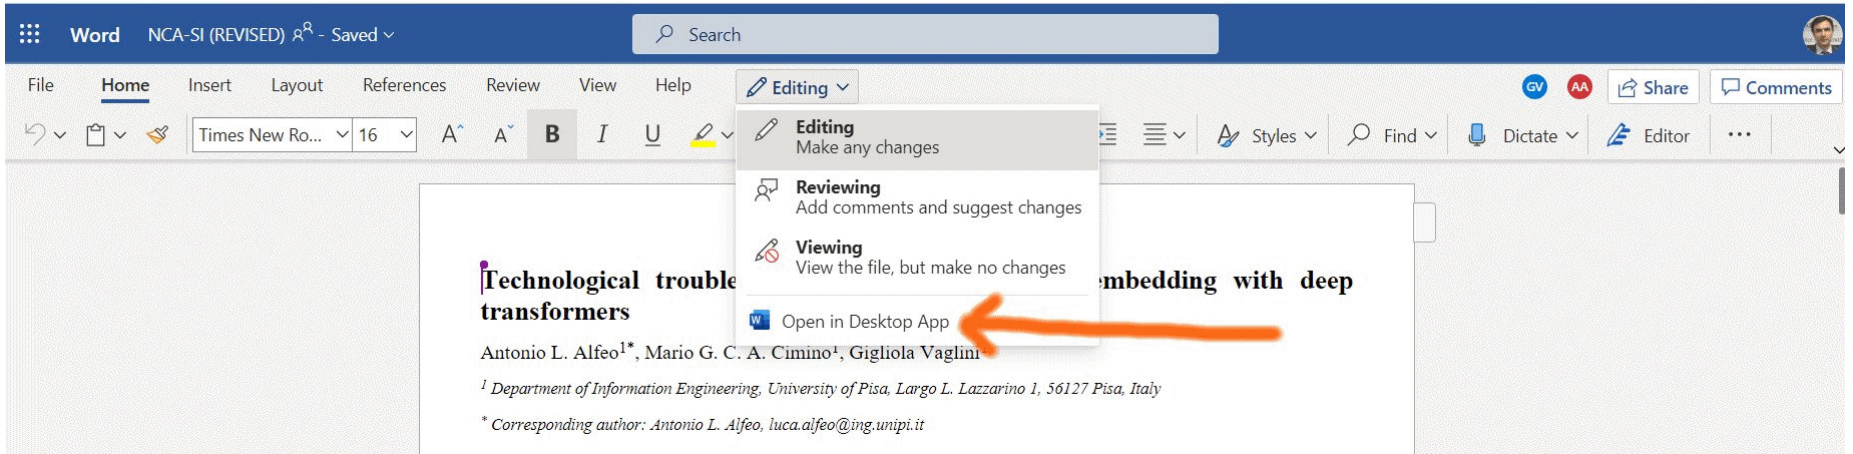 Word NCA-SI (REVISED) - Saved Search
File Home Insert Layout References Review View Help Editing GV AA Share Comments
Times New Ro... 16 A A B I U Styles Find Dictate Editor ...
Editing
Make any changes
Reviewing
Add comments and suggest changes
Viewing
View the file, but make no changes
Open in Desktop App
Technological trouble mbedding with deep
transformers
Antonio L. Alfeo1*, Mario G. C. A. Cimino1, Gigliola Vaglini
1 Department of Information Engineering, University of Pisa, Largo L. Lazzarino 1, 56127 Pisa, Italy
* Corresponding author: Antonio L. Alfeo, luca.alfeo@ing.unipi.it